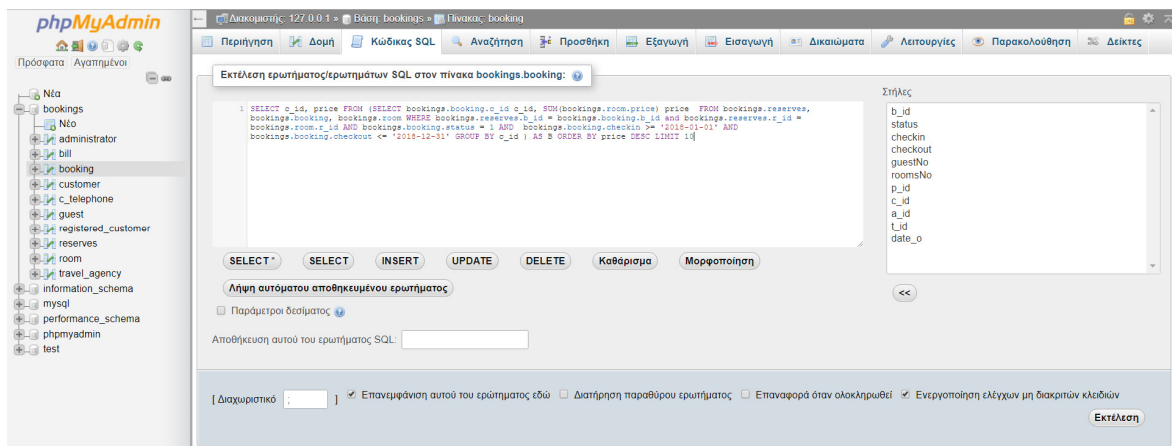 phpMyAdmin
Πρόσφατα Αγαπημένοι
Νέα
bookings
Νέο
administrator
bill
booking
customer
c_telephone
guest
registered_customer
reserves
room
travel_agency
information_schema
mysql
performance_schema
phpmyadmin
test
Διακομιστής: 127.0.0.1 » Βάση: bookings » Πίνακας: booking
Περιήγηση Δομή Κώδικας SQL Αναζήτηση Προσθήκη Εξαγωγή Εισαγωγή Δικαιώματα Λειτουργίες Παρακολούθηση Δείκτες
Εκτέλεση ερωτήματος/ερωτημάτων SQL στον πίνακα bookings.booking:
1 SELECT c_id, price FROM (SELECT bookings.booking.c_id c_id, SUM(bookings.room.price) price FROM bookings.reserves,
bookings.booking, bookings.room WHERE bookings.reserves.b_id = bookings.booking.b_id and bookings.reserves.r_id =
bookings.room.r_id AND bookings.booking.status = 1 AND bookings.booking.checkin >= '2018-01-01' AND
bookings.booking.checkout <= '2018-12-31' GROUP BY c_id ) AS B ORDER BY price DESC LIMIT 10
SELECT * SELECT INSERT UPDATE DELETE Καθάρισμα Μορφοποίηση
Λήψη αυτόματου αποθηκευμένου ερωτήματος
Παράμετροι δεσίματος
Αποθήκευση αυτού του ερωτήματος SQL:
Στήλες
b_id
status
checkin
checkout
guestNo
roomsNo
p_id
c_id
a_id
t_id
date_o
<<
[ Διαχωριστικό ; ] Επανεμφάνιση αυτού του ερώτηματος εδώ Διατήρηση παραθύρου ερωτήματος Επαναφορά όταν ολοκληρωθεί Ενεργοποίηση ελέγχων μη διακριτών κλειδιών
Εκτέλεση